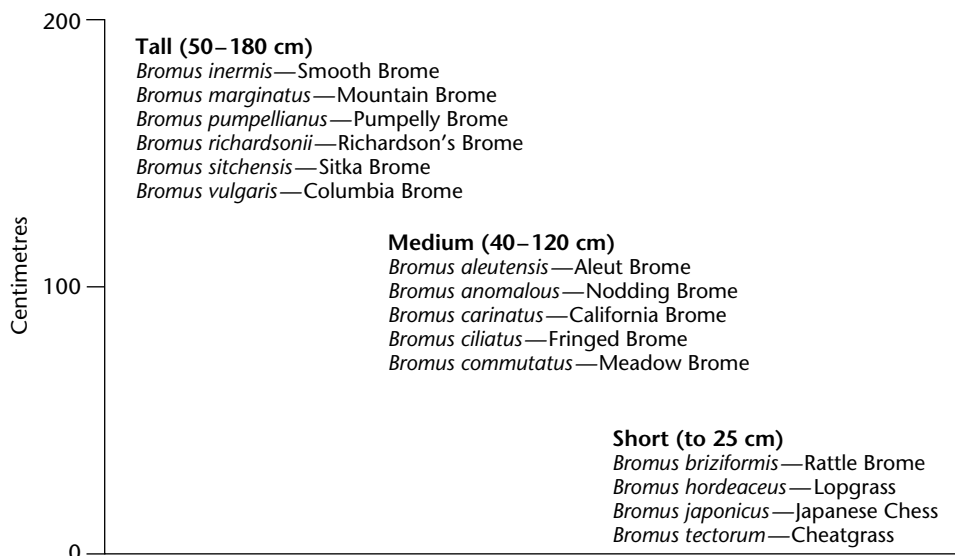 200
Tall (50–180 cm)
Bromus inermis—Smooth Brome
Bromus marginatus—Mountain Brome
Bromus pumpellianus—Pumpelly Brome
Bromus richardsonii—Richardson’s Brome
Bromus sitchensis—Sitka Brome
Bromus vulgaris—Columbia Brome
Centimetres
Medium (40–120 cm)
Bromus aleutensis—Aleut Brome
100
Bromus anomalous—Nodding Brome
Bromus carinatus—California Brome
Bromus ciliatus—Fringed Brome
Bromus commutatus—Meadow Brome
Short (to 25 cm)
Bromus briziformis—Rattle Brome
Bromus hordeaceus—Lopgrass
Bromus japonicus—Japanese Chess
Bromus tectorum—Cheatgrass
0